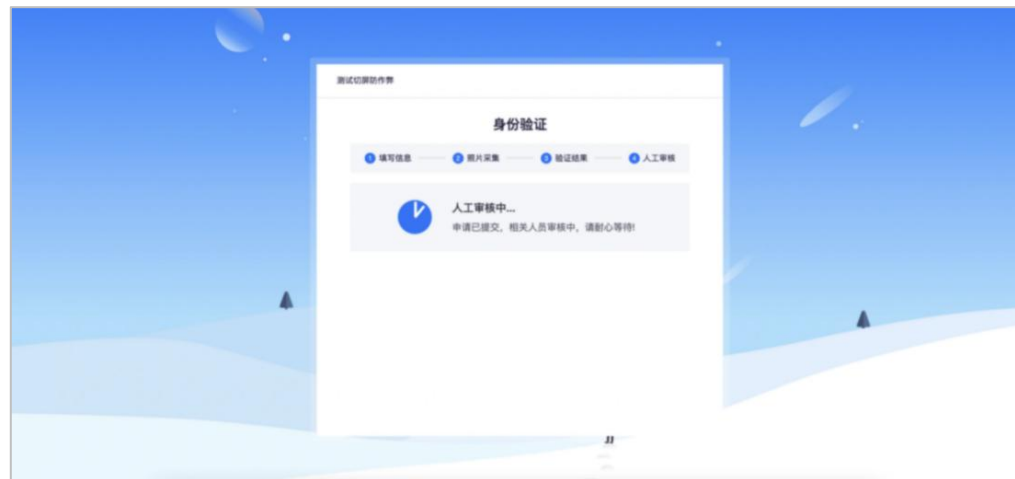 测试切屏防作弊
身份验证
1 填写信息 2 照片采集 3 验证结果 4 人工审核
人工审核中...
申请已提交，相关人员审核中，请耐心等待!